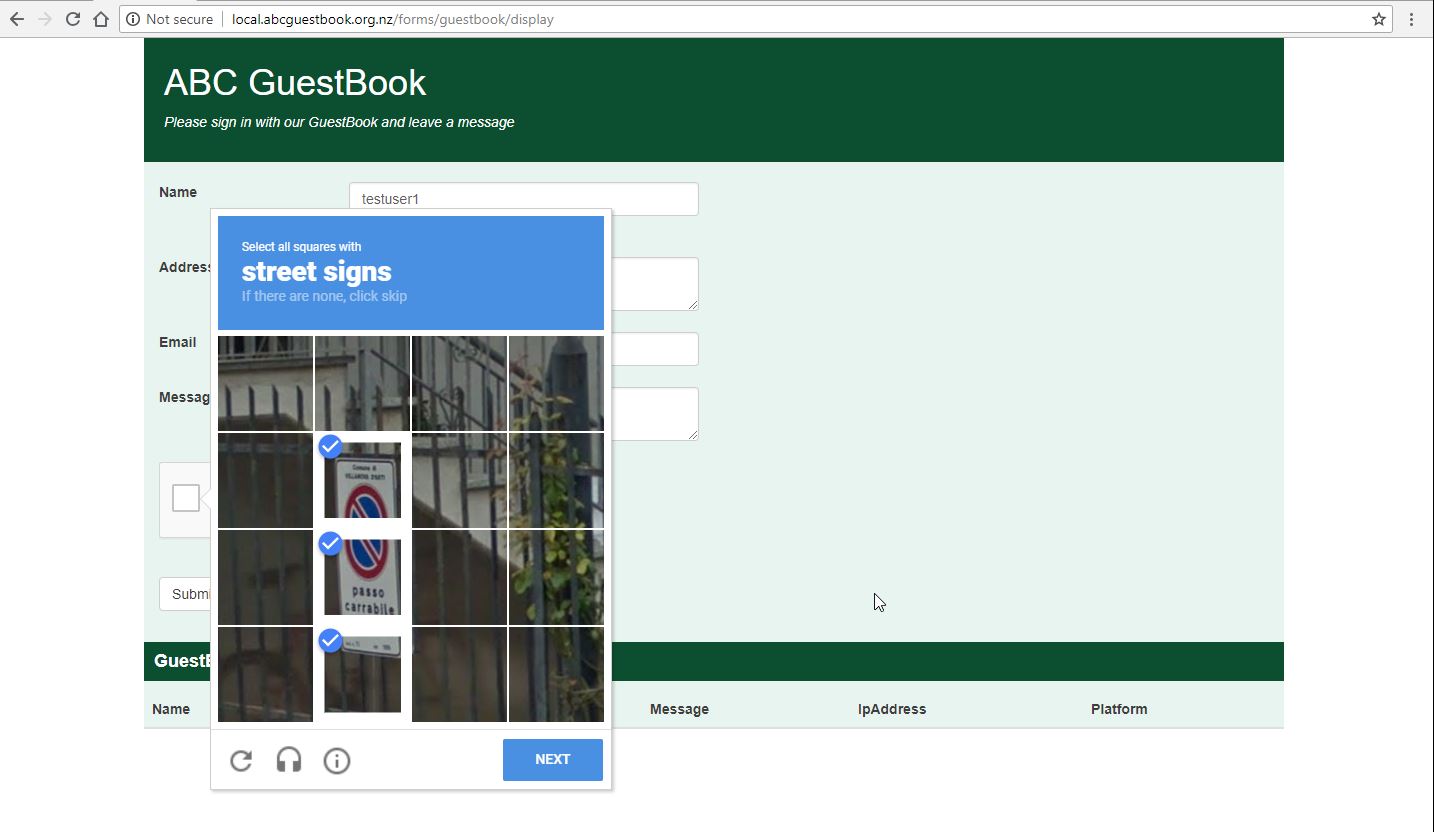 Not secure | local.abcguestbook.org.nz/forms/guestbook/display
ABC GuestBook
Please sign in with our GuestBook and leave a message
Name
testuser1
Address
Email
Messag
Select all squares with
street signs
If there are none, click skip
Comune di
passo
carrabile
NEXT
Submi
GuestB
Name Message IpAddress Platform